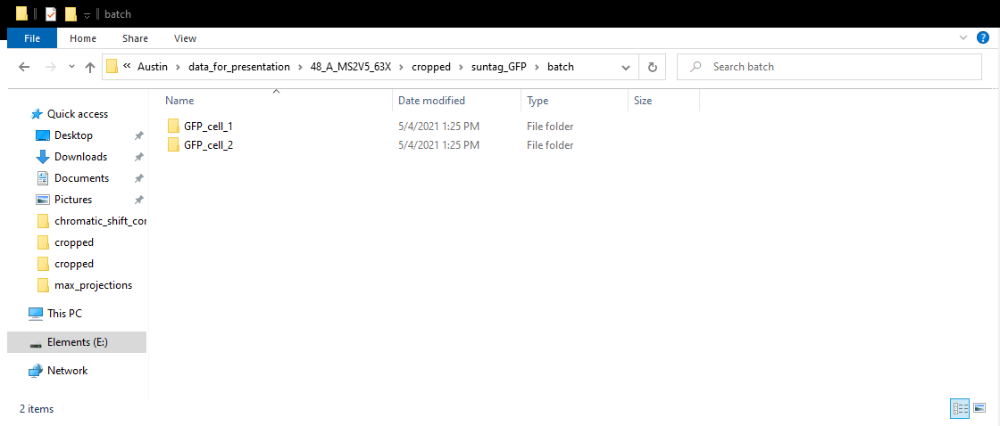 batch
File Home Share View
« Austin data_for_presentation 48_A_MS2V5_63X cropped suntag_GFP batch Search batch
Name Date modified Type Size
Quick access
GFP_cell_1 5/4/2021 1:25 PM File folder
Desktop
GFP_cell_2 5/4/2021 1:25 PM File folder
Downloads
Documents
Pictures
chromatic_shift_cor
cropped
cropped
max_projections
This PC
Elements (E:)
Network
2 items